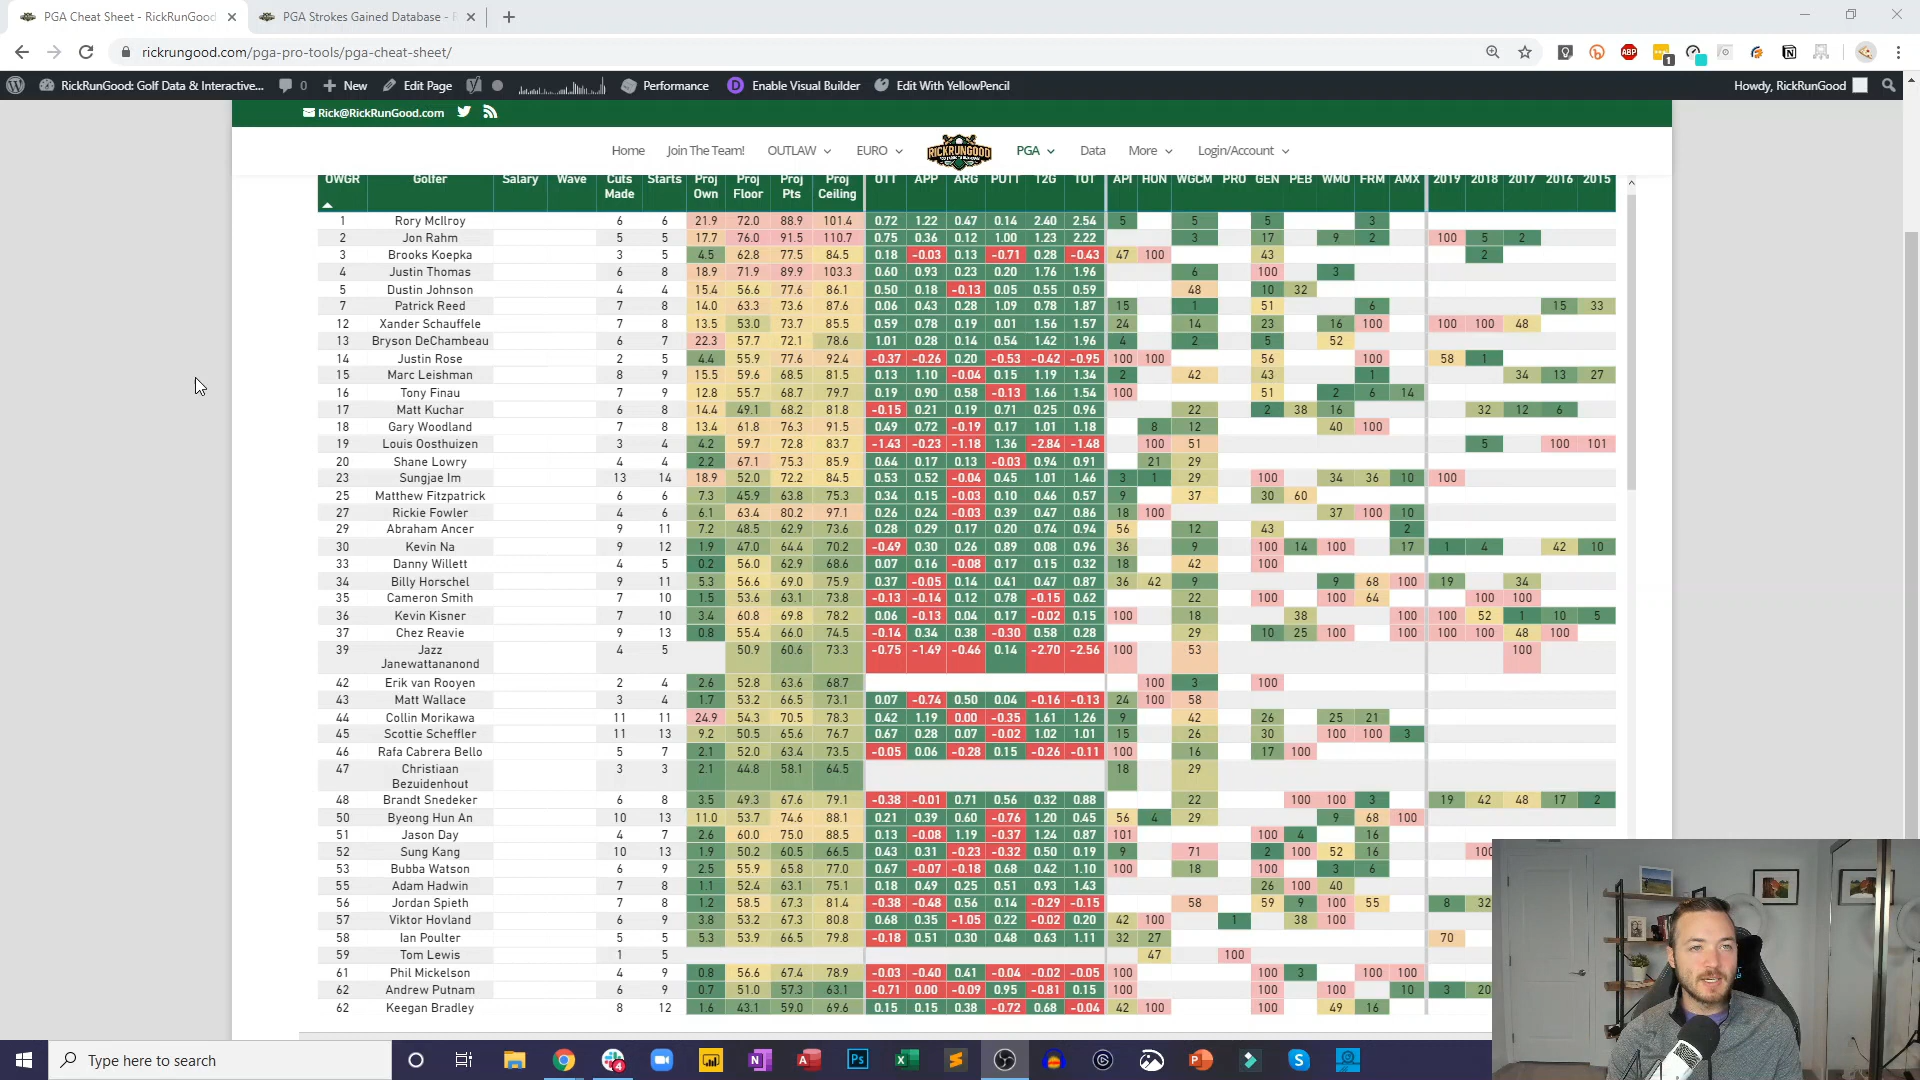 PGA Cheat Sheet - RickRunGood
PGA Strokes Gained Database - R
rickrungood.com/pga-pro-tools/pga-cheat-sheet/
RickRunGood: Golf Data & Interactive... 0 New Edit Page Performance Enable Visual Builder Edit With YellowPencil Howdy, RickRunGood
Rick@RickRunGood.com
Home Join The Team! OUTLAW EURO RICKRUNGOOD PGA Data More Login/Account
OWGR Golfer Salary Wave Cuts Made Starts Proj Own Proj Floor Proj Pts Proj Ceiling OTT APP ARG PUTT T2G TOT API HON WGCM PRO GEN PEB WMO FRM AMX 2019 2018 2017 2016 2015
1 Rory McIlroy 6 6 21.9 72.0 88.9 101.4 0.72 1.22 0.47 0.14 2.40 2.54 5 5 5 3
2 Jon Rahm 5 5 17.7 76.0 91.5 110.7 0.75 0.36 0.12 1.00 1.23 2.22 3 17 9 2 100 5 2
3 Brooks Koepka 3 5 4.5 62.8 77.5 84.5 0.18 -0.03 0.13 -0.71 0.28 -0.43 47 100 43 2
4 Justin Thomas 6 8 18.9 71.9 89.9 103.3 0.60 0.93 0.23 0.20 1.76 1.96 6 100 3
5 Dustin Johnson 4 4 15.4 56.6 77.6 86.1 0.50 0.18 -0.13 0.05 0.55 0.59 48 10 32
7 Patrick Reed 7 8 14.0 63.3 73.6 87.6 0.06 0.43 0.28 1.09 0.78 1.87 15 1 51 6 15 33
12 Xander Schauffele 7 8 13.5 53.0 73.7 85.5 0.59 0.78 0.19 0.01 1.56 1.57 24 14 23 16 100 100 100 48
13 Bryson DeChambeau 6 7 22.3 57.7 72.1 78.6 1.01 0.28 0.14 0.54 1.42 1.96 4 2 5 52
14 Justin Rose 2 5 4.4 55.9 77.6 92.4 -0.37 -0.26 0.20 -0.53 -0.42 -0.95 100 100 56 100 58 1
15 Marc Leishman 8 9 15.5 59.6 68.5 81.5 0.13 1.10 -0.04 0.15 1.19 1.34 2 42 43 1 34 13 27
16 Tony Finau 7 9 12.8 55.7 68.7 79.7 0.19 0.90 0.58 -0.13 1.66 1.54 100 51 2 6 14
17 Matt Kuchar 6 8 14.4 49.1 68.2 81.8 -0.15 0.21 0.19 0.71 0.25 0.96 22 2 38 16 32 12 6
18 Gary Woodland 7 8 13.4 61.8 76.3 91.5 0.49 0.72 -0.19 0.17 1.01 1.18 8 12 40 100
19 Louis Oosthuizen 3 4 4.2 59.7 72.8 83.7 -1.43 -0.23 -1.18 1.36 -2.84 -1.48 100 51 5 100 101
20 Shane Lowry 4 4 2.2 67.1 75.3 85.9 0.64 0.17 0.13 -0.03 0.94 0.91 21 29
23 Sungjae Im 13 14 18.9 52.0 72.2 84.5 0.53 0.52 -0.04 0.45 1.01 1.46 3 1 29 100 34 36 10 100
25 Matthew Fitzpatrick 6 6 7.3 45.9 63.8 75.3 0.34 0.15 -0.03 0.10 0.46 0.57 9 37 30 60
27 Rickie Fowler 4 6 6.1 63.4 80.2 97.1 0.26 0.24 -0.03 0.39 0.47 0.86 18 100 37 100 10
29 Abraham Ancer 9 11 7.2 48.5 62.9 73.6 0.28 0.29 0.17 0.20 0.74 0.94 56 12 43 2
30 Kevin Na 9 12 1.9 47.0 64.4 70.2 -0.49 0.30 0.26 0.89 0.08 0.96 36 9 100 14 100 17 1 4 42 10
33 Danny Willett 4 5 0.2 56.0 62.9 68.6 0.07 0.16 -0.08 0.17 0.15 0.32 18 42 100
34 Billy Horschel 9 11 5.3 56.6 69.0 75.9 0.37 -0.05 0.14 0.41 0.47 0.87 36 42 9 9 68 100 19 34
35 Cameron Smith 7 10 1.5 53.6 63.1 73.8 -0.13 -0.14 0.12 0.78 -0.15 0.62 22 100 100 64 100 100
36 Kevin Kisner 7 10 3.4 60.8 69.8 78.2 0.06 -0.13 0.04 0.17 -0.02 0.15 100 18 38 100 100 52 1 10 5
37 Chez Reavie 9 13 0.8 55.4 66.0 74.5 -0.14 0.34 0.38 -0.30 0.58 0.28 29 10 25 100 100 100 100 48 100
39 Jazz Janewattananond 4 5 50.9 60.6 73.3 -0.75 -1.49 -0.46 0.14 -2.70 -2.56 100 53 100
42 Erik van Rooyen 2 4 2.6 52.8 63.6 68.7 100 3 100
43 Matt Wallace 3 4 1.7 53.2 66.5 73.1 0.07 -0.74 0.50 0.04 -0.16 -0.13 24 100 58
44 Collin Morikawa 11 11 24.9 54.3 70.5 78.3 0.42 1.19 0.00 -0.35 1.61 1.26 9 42 26 25 21
45 Scottie Scheffler 11 13 9.2 50.5 65.6 76.7 0.67 0.28 0.07 -0.02 1.02 1.01 15 26 30 100 100 3
46 Rafa Cabrera Bello 5 7 2.1 52.0 63.4 73.5 -0.05 0.06 -0.28 0.15 -0.26 -0.11 100 16 17 100
47 Christiaan Bezuidenhout 3 3 2.1 44.8 58.1 64.5 18 29
48 Brandt Snedeker 6 8 3.5 49.3 67.6 79.1 -0.38 -0.01 0.71 0.56 0.32 0.88 22 100 100 3 19 42 48 17 2
50 Byeong Hun An 10 13 11.0 53.7 74.6 88.1 0.21 0.39 0.60 -0.76 1.20 0.45 56 4 29 9 68 100
51 Jason Day 4 7 2.6 60.0 75.0 88.5 0.13 -0.08 1.19 -0.37 1.24 0.87 101 100 4 16
52 Sung Kang 10 13 1.9 50.2 60.5 66.5 0.43 0.31 -0.23 -0.32 0.50 0.19 9 71 2 100 52 16 100
53 Bubba Watson 6 9 2.5 55.9 65.8 77.0 0.67 -0.07 -0.18 0.68 0.42 1.10 100 18 100 3 6
55 Adam Hadwin 7 8 1.1 52.4 63.1 75.1 0.18 0.49 0.25 0.51 0.93 1.43 26 100 40
56 Jordan Spieth 7 8 1.2 58.5 67.3 81.4 -0.38 -0.48 0.56 0.14 -0.29 -0.15 58 59 9 100 55 8 32
57 Viktor Hovland 6 9 3.8 53.2 67.3 80.8 0.68 0.35 -1.05 0.22 -0.02 0.20 42 100 1 38 100
58 Ian Poulter 5 5 5.3 53.9 66.5 79.8 -0.18 0.51 0.30 0.48 0.63 1.11 32 27 70
59 Tom Lewis 1 5 47 100
61 Phil Mickelson 4 9 0.8 56.6 67.4 78.9 -0.03 -0.40 0.41 -0.04 -0.02 -0.05 100 100 3 100 100
62 Andrew Putnam 6 9 0.7 51.0 57.3 63.1 -0.71 0.00 -0.09 0.95 -0.81 0.15 100 100 100 10 3 20
62 Keegan Bradley 8 12 1.6 43.1 59.0 69.6 0.15 0.15 0.38 -0.72 0.68 -0.04 42 100 100 49 16
Type here to search